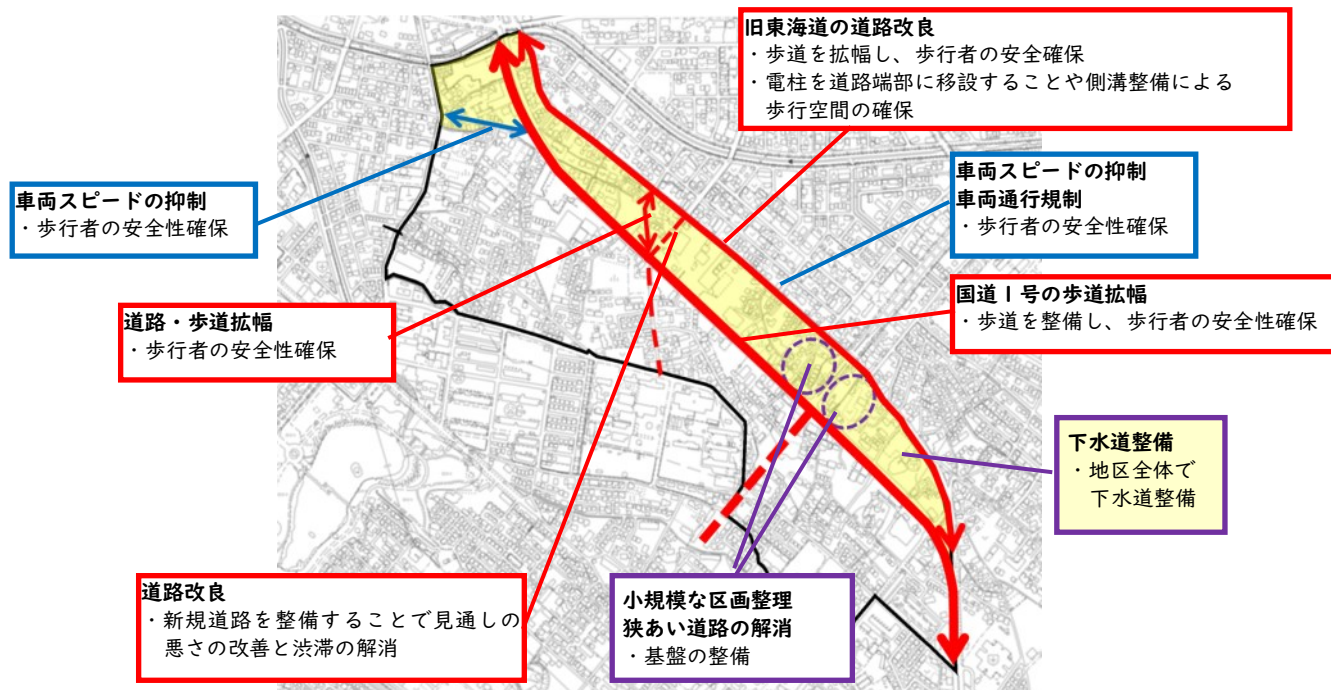 旧東海道の道路改良
・歩道を拡幅し、歩行者の安全確保
・電柱を道路端部に移設することや側溝整備による
歩行空間の確保
車両スピードの抑制
・歩行者の安全性確保
車両スピードの抑制
車両通行規制
・歩行者の安全性確保
道路・歩道拡幅
・歩行者の安全性確保
国道1号の歩道拡幅
・歩道を整備し、歩行者の安全性確保
下水道整備
・地区全体で
下水道整備
道路改良
・新規道路を整備することで見通しの
悪さの改善と渋滞の解消
小規模な区画整理
狭あい道路の解消
・基盤の整備